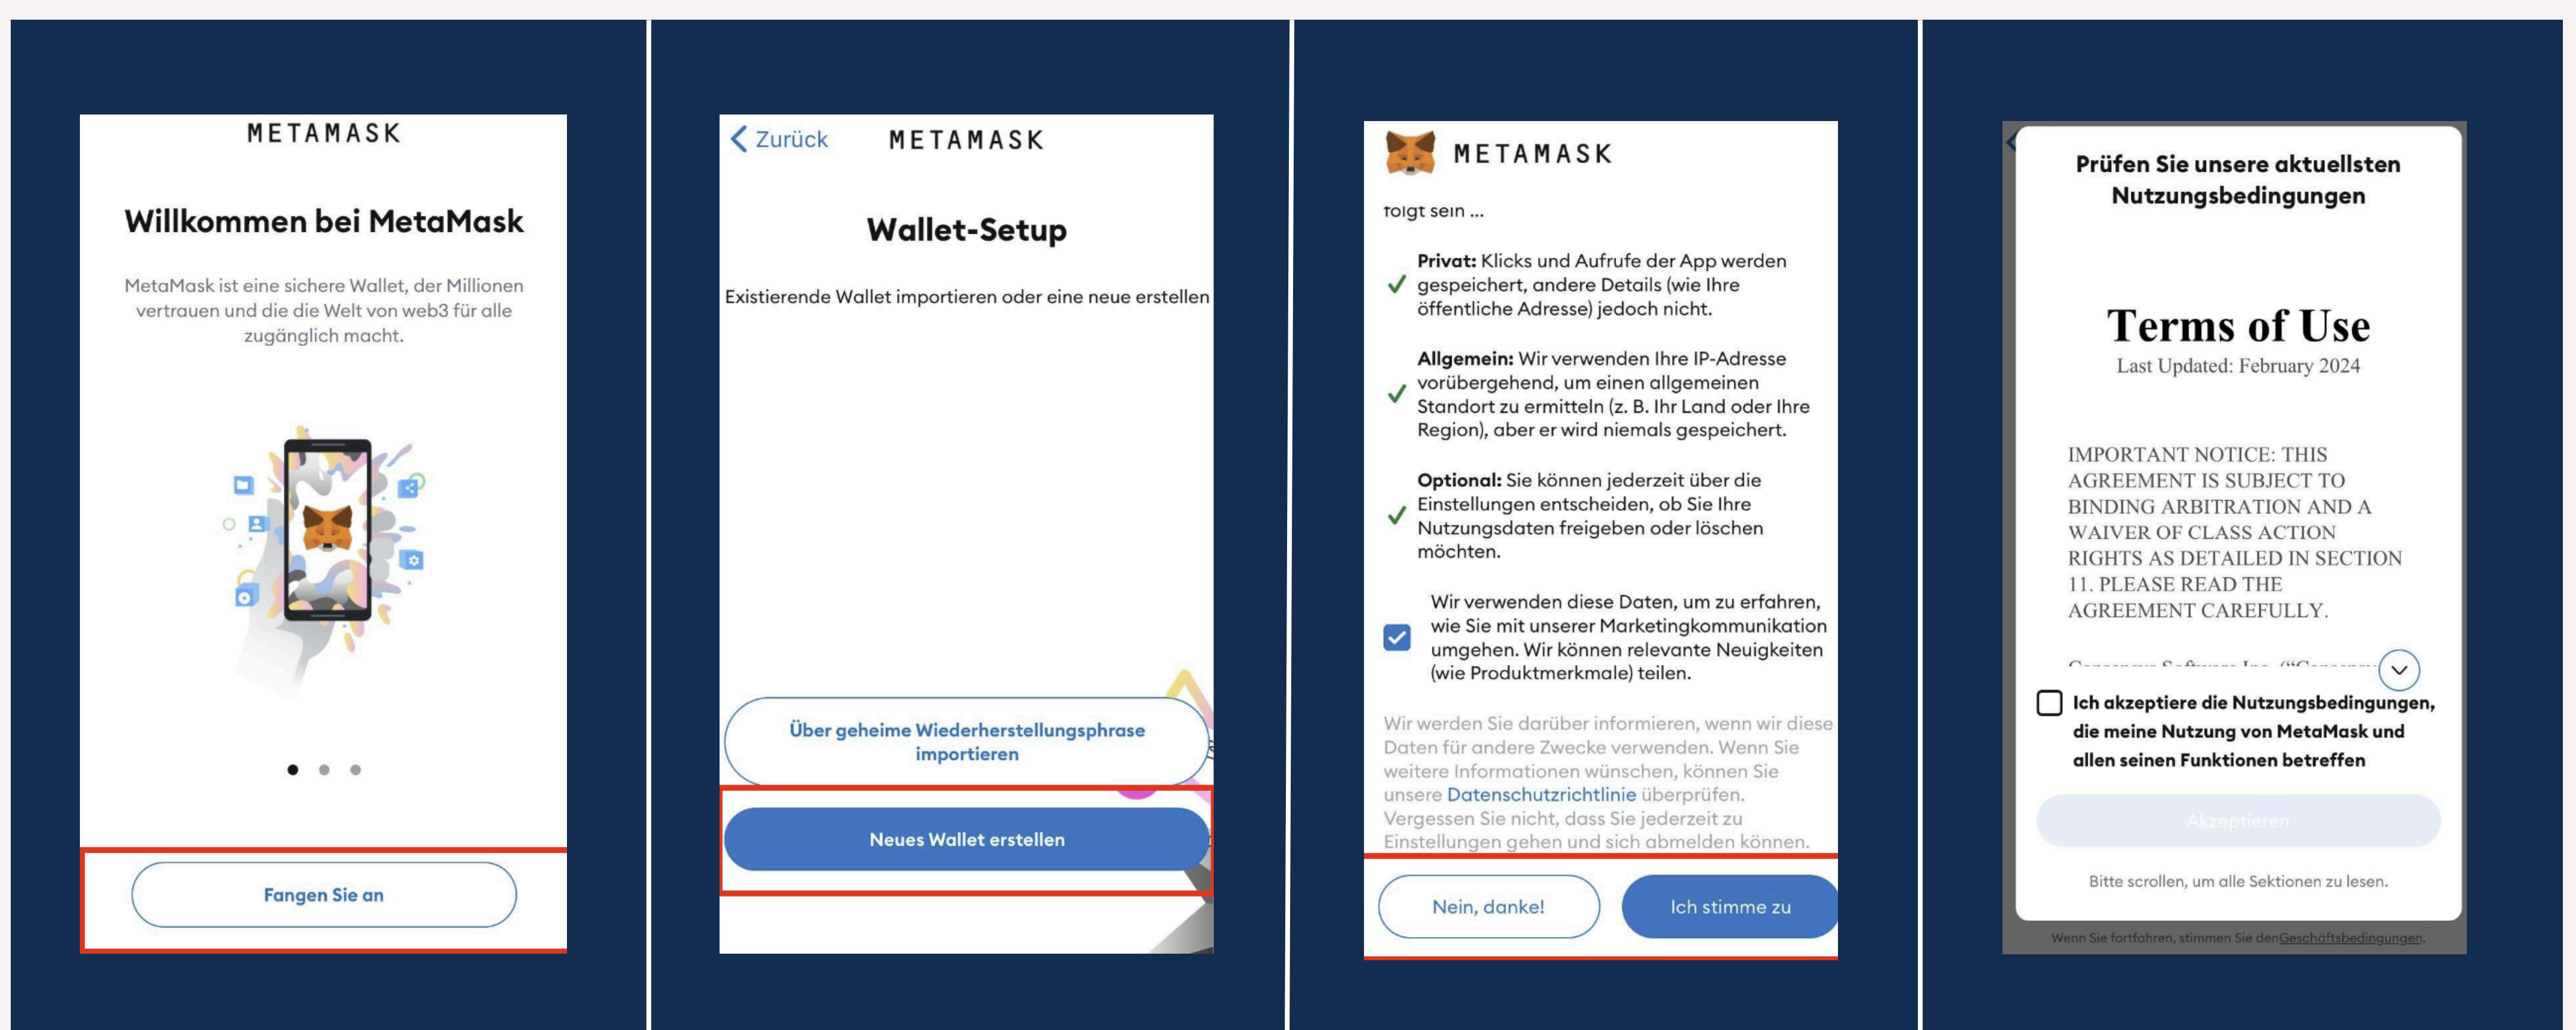 METAMASK
Willkommen bei MetaMask
MetaMask ist eine sichere Wallet, der Millionen
vertrauen und die die Welt von web3 für alle
zugänglich macht.
Fangen Sie an
Zurück
METAMASK
Wallet-Setup
Existierende Wallet importieren oder eine neue erstellen
Über geheime Wiederherstellungsphrase
importieren
Neues Wallet erstellen
METAMASK
folgt sein ...
Privat: Klicks und Aufrufe der App werden
gespeichert, andere Details (wie Ihre
öffentliche Adresse) jedoch nicht.
Allgemein: Wir verwenden Ihre IP-Adresse
vorübergehend, um einen allgemeinen
Standort zu ermitteln (z. B. Ihr Land oder Ihre
Region), aber er wird niemals gespeichert.
Optional: Sie können jederzeit über die
Einstellungen entscheiden, ob Sie Ihre
Nutzungsdaten freigeben oder löschen
möchten.
Wir verwenden diese Daten, um zu erfahren,
wie Sie mit unserer Marketingkommunikation
umgehen. Wir können relevante Neuigkeiten
(wie Produktmerkmale) teilen.
Wir werden Sie darüber informieren, wenn wir diese
Daten für andere Zwecke verwenden. Wenn Sie
weitere Informationen wünschen, können Sie
unsere Datenschutzrichtlinie überprüfen.
Vergessen Sie nicht, dass Sie jederzeit zu
Einstellungen gehen und sich abmelden können.
Nein, danke!
Ich stimme zu
Prüfen Sie unsere aktuellsten
Nutzungsbedingungen
Terms of Use
Last Updated: February 2024
IMPORTANT NOTICE: THIS
AGREEMENT IS SUBJECT TO
BINDING ARBITRATION AND A
WAIVER OF CLASS ACTION
RIGHTS AS DETAILED IN SECTION
11. PLEASE READ THE
AGREEMENT CAREFULLY.
Ich akzeptiere die Nutzungsbedingungen,
die meine Nutzung von MetaMask und
allen seinen Funktionen betreffen
Akzeptieren
Bitte scrollen, um alle Sektionen zu lesen.
Wenn Sie fortfahren, stimmen Sie denGeschäftsbedingungen.